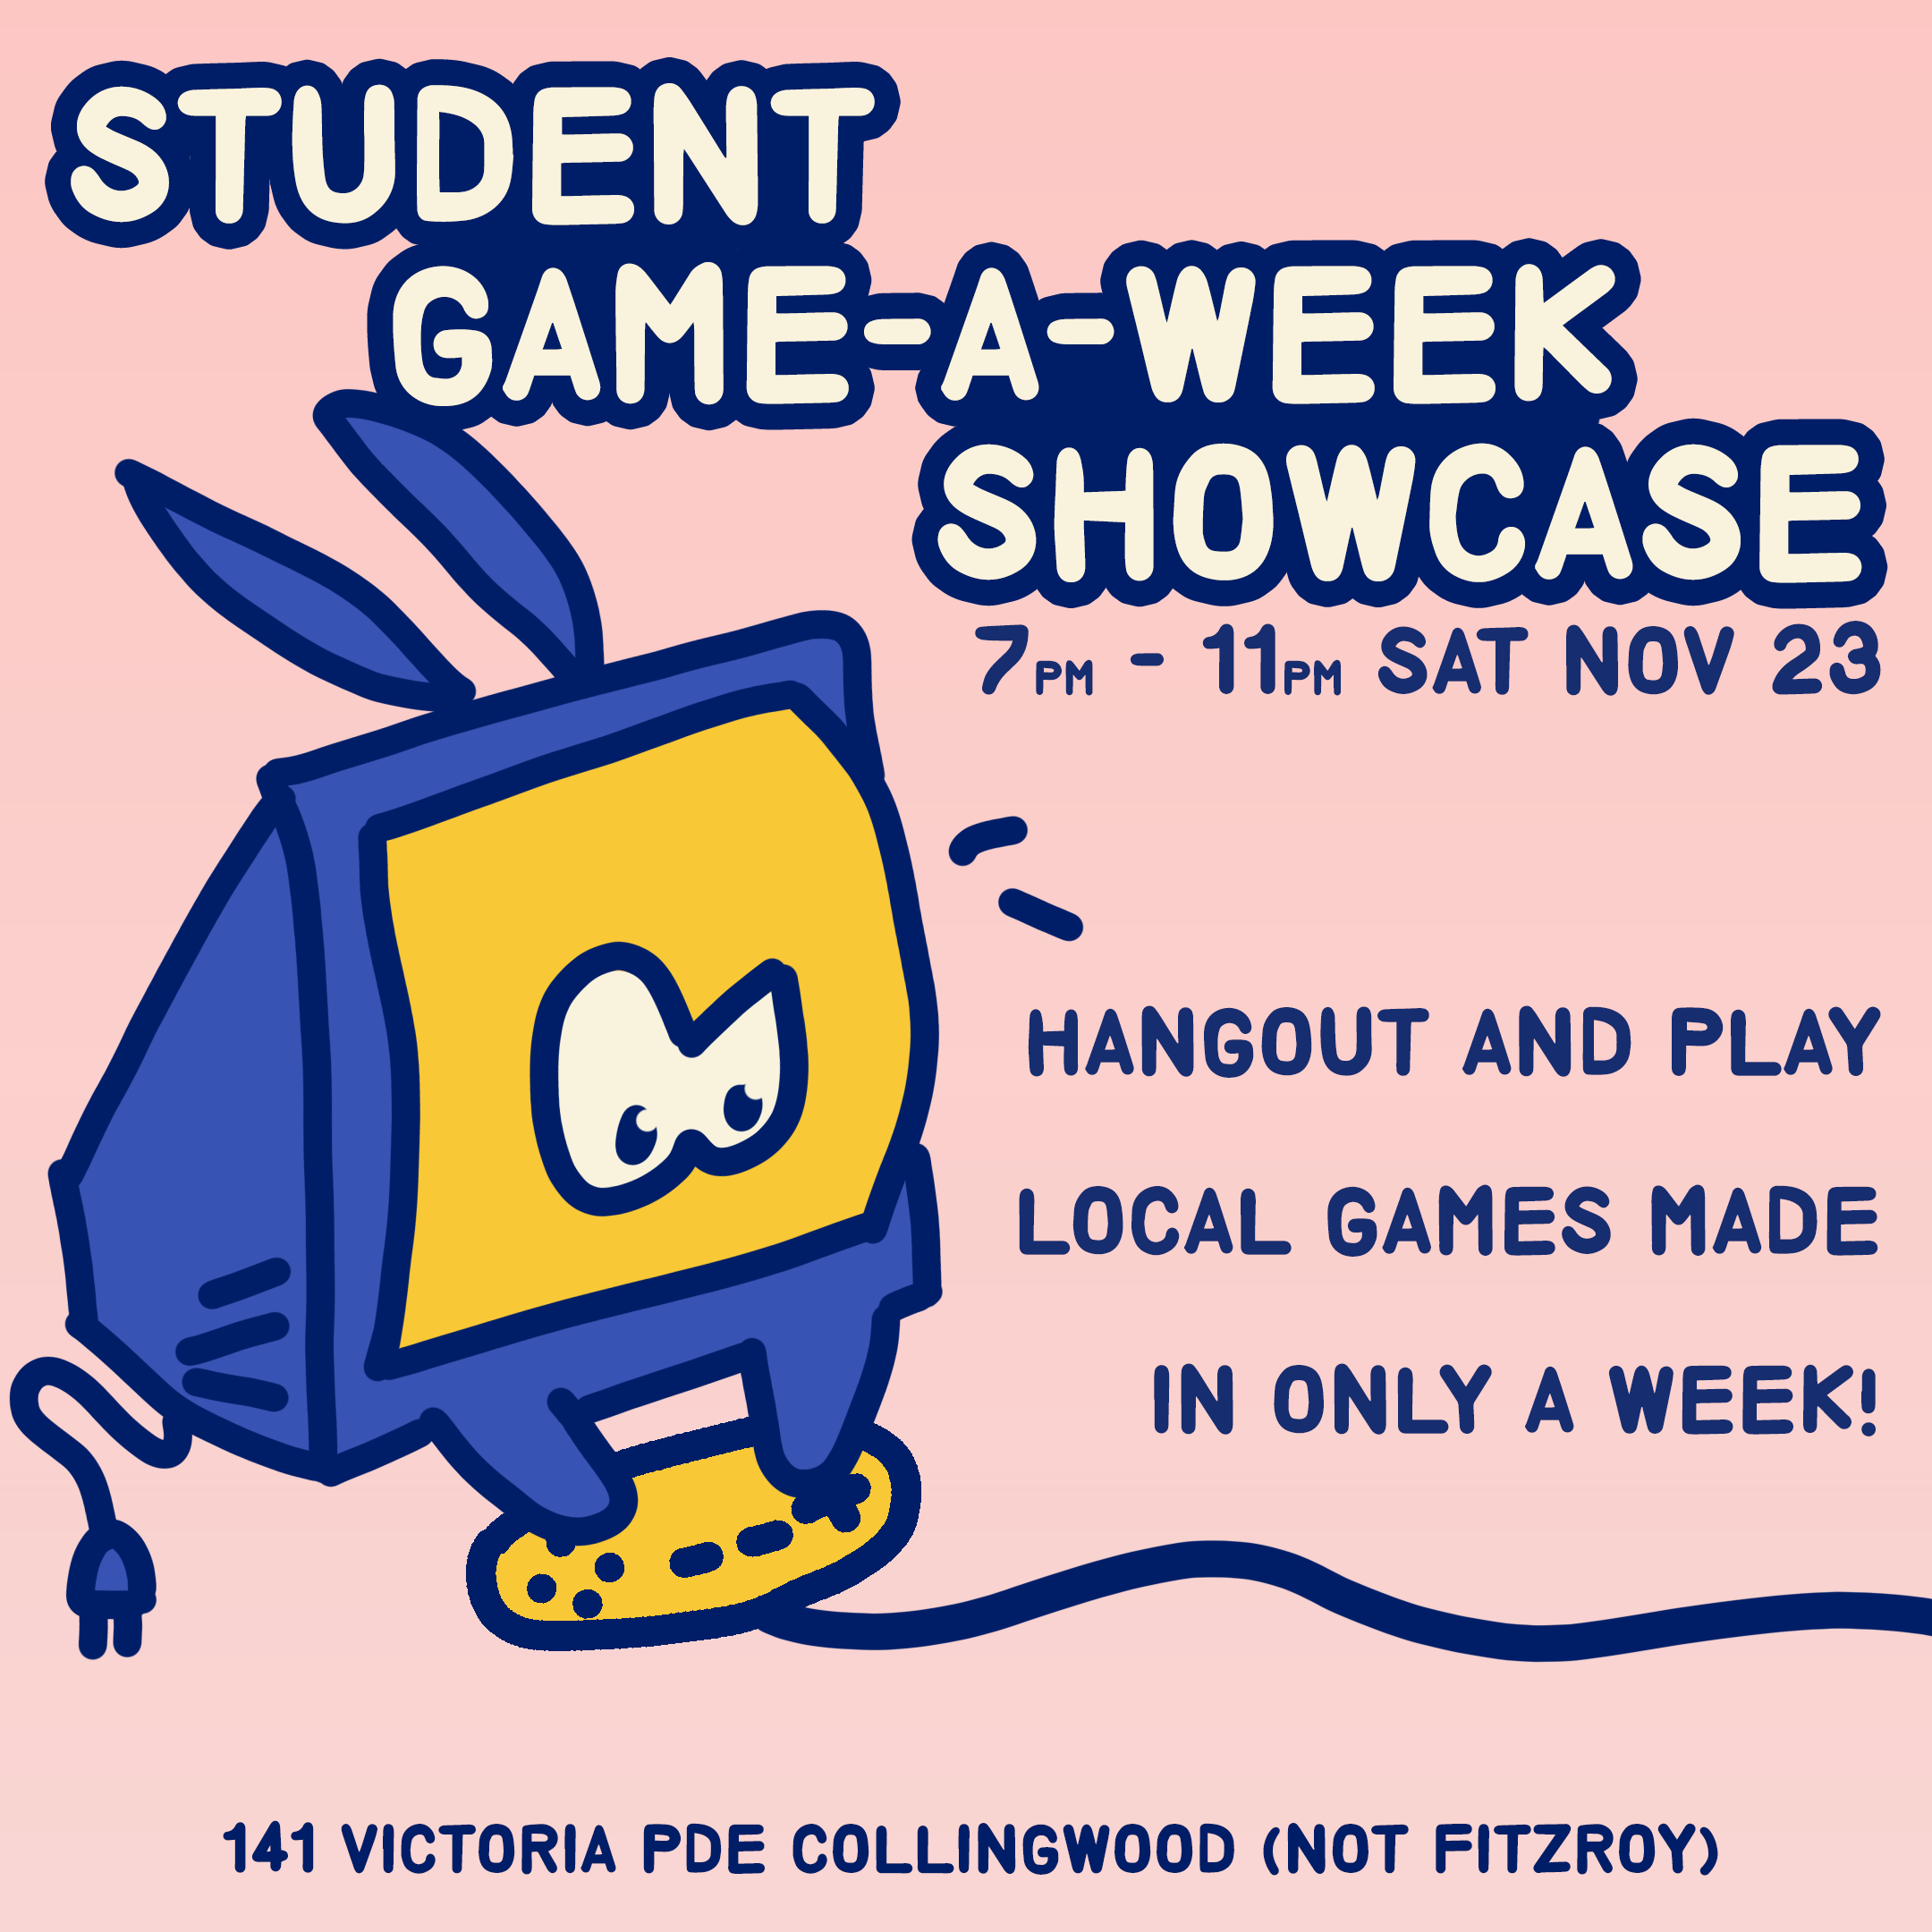 STUDENT
GAME-A-WEEK
SHOWCASE
7PM - 11PM SAT NOV 23
HANGOUT AND PLAY
LOCAL GAMES MADE
IN ONLY A WEEK!
141 VICTORIA PDE COLLINGWOOD (NOT FITZROY)